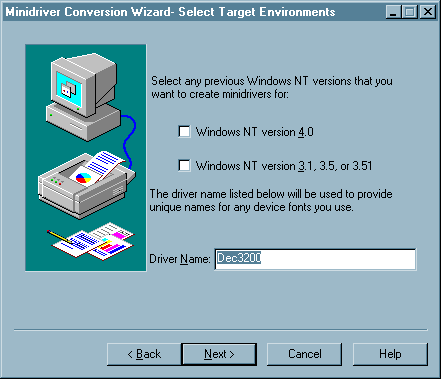 Minidriver Conversion Wizard- Select Target Environments
Select any previous Windows NT versions that you
want to create minidrivers for:
Windows NT version 4.0
Windows NT version 3.1, 3.5, or 3.51
The driver name listed below will be used to provide
unique names for any device fonts you use.
Driver Name: Dec3200
< Back Next > Cancel Help